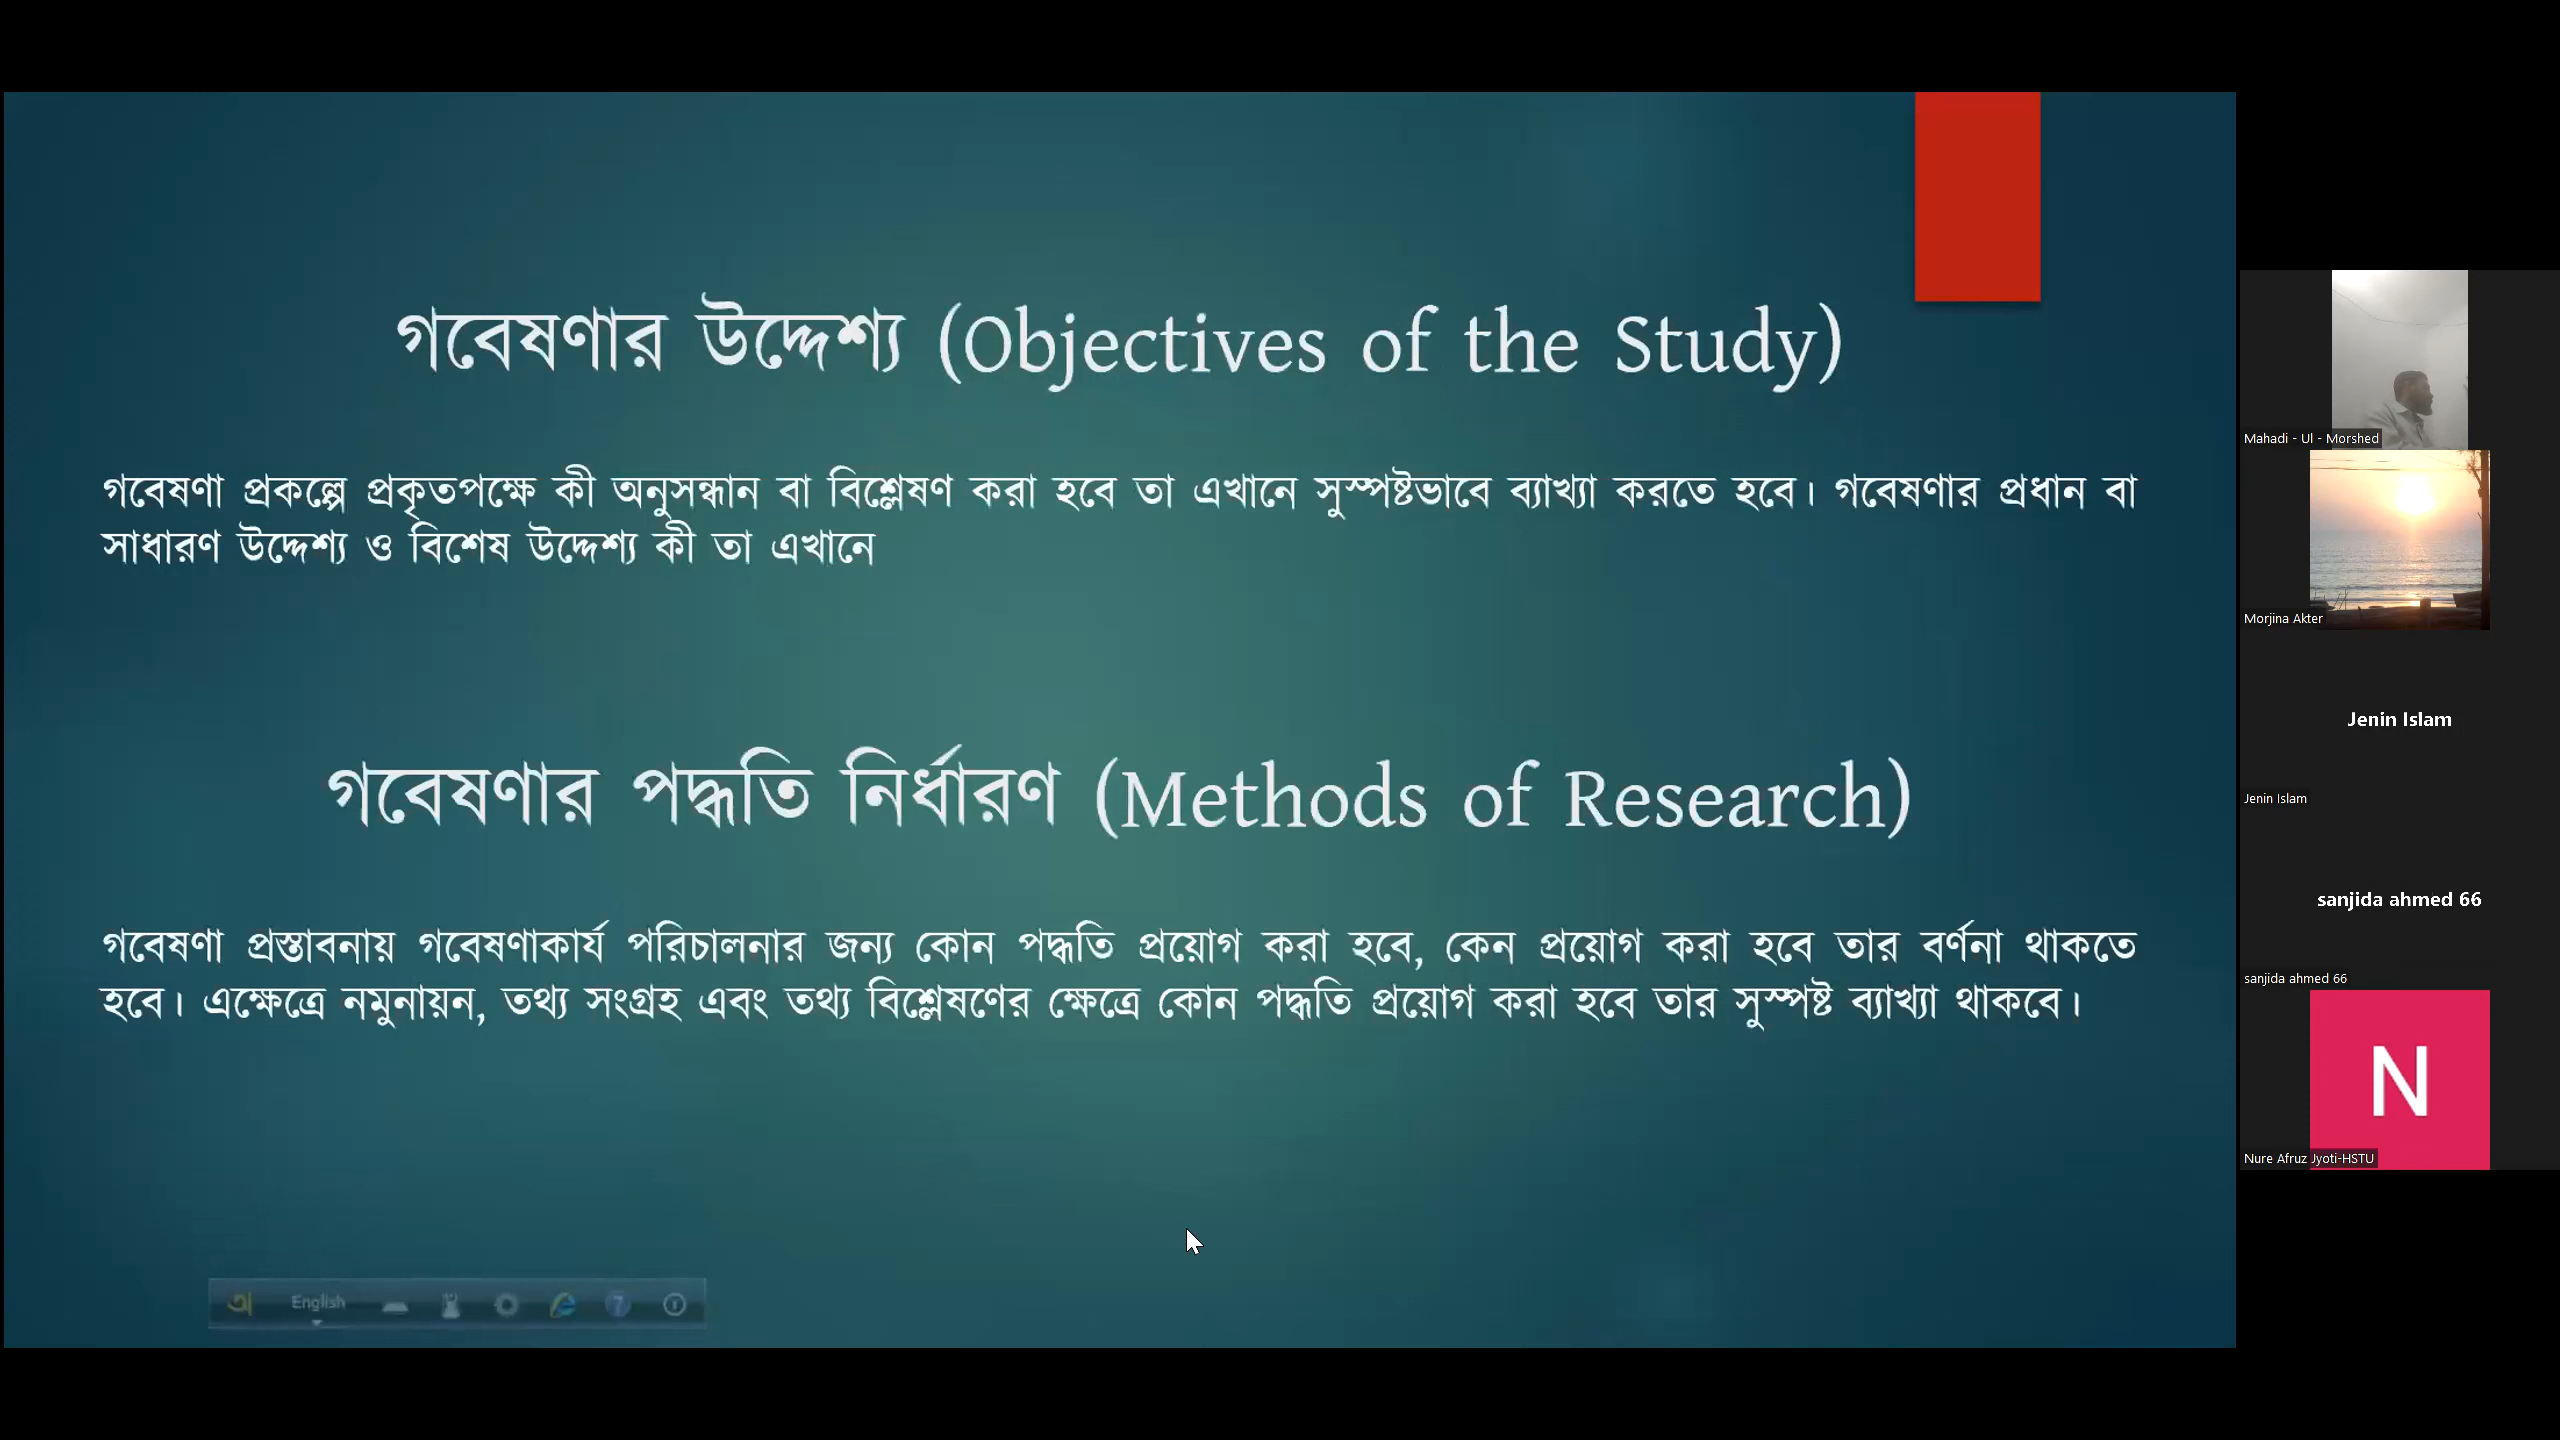 গবেষণার উদ্দেশ্য (Objectives of the Study)
গবেষণা প্রকল্পে প্রকৃতপক্ষে কী অনুসন্ধান বা বিশ্লেষণ করা হবে তা এখানে সুস্পষ্টভাবে ব্যাখ্যা করতে হবে। গবেষণার প্রধান বা
সাধারণ উদ্দেশ্য ও বিশেষ উদ্দেশ্য কী তা এখানে
গবেষণার পদ্ধতি নির্ধারণ (Methods of Research)
গবেষণা প্রস্তাবনায় গবেষণাকার্য পরিচালনার জন্য কোন পদ্ধতি প্রয়োগ করা হবে, কেন প্রয়োগ করা হবে তার বর্ণনা থাকতে
হবে। এক্ষেত্রে নমুনায়ন, তথ্য সংগ্রহ এবং তথ্য বিশ্লেষণের ক্ষেত্রে কোন পদ্ধতি প্রয়োগ করা হবে তার সুস্পষ্ট ব্যাখ্যা থাকবে।
অ English
Mahadi - Ul - Morshed
Morjina Akter
Jenin Islam
Jenin Islam
sanjida ahmed 66
sanjida ahmed 66
N
Nure Afruz Jyoti-HSTU